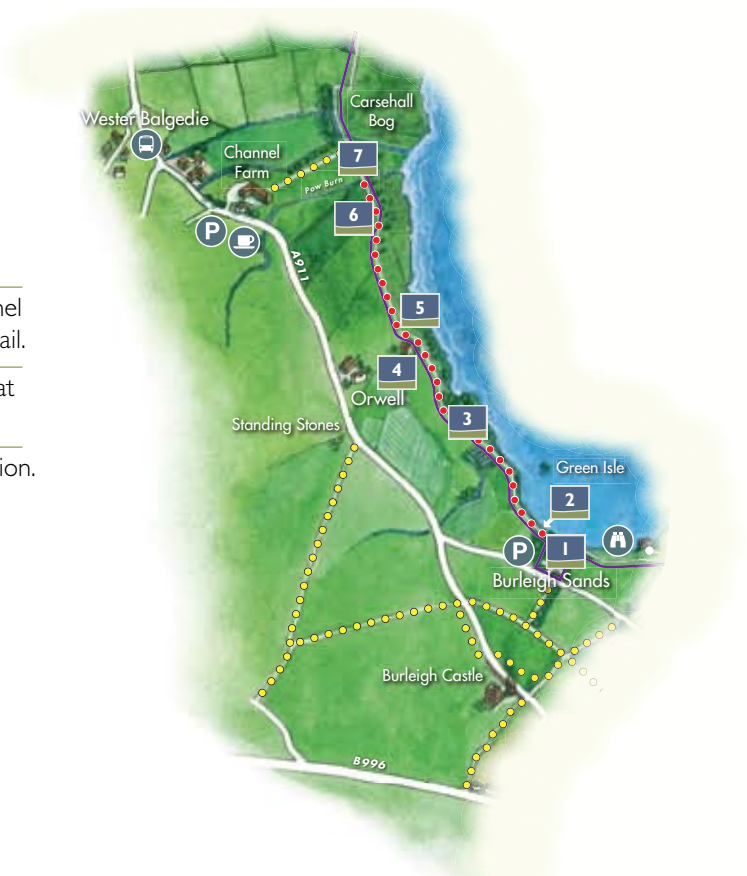 nel
ail.
at
ion.
Carsehall
Bog
Wester Balgedie
Channel
Farm
7
Pow Burn
6
P
A911
5
4
Orwell
3
Standing Stones
Green Isle
2
P
1
Burleigh Sands
Burleigh Castle
B996